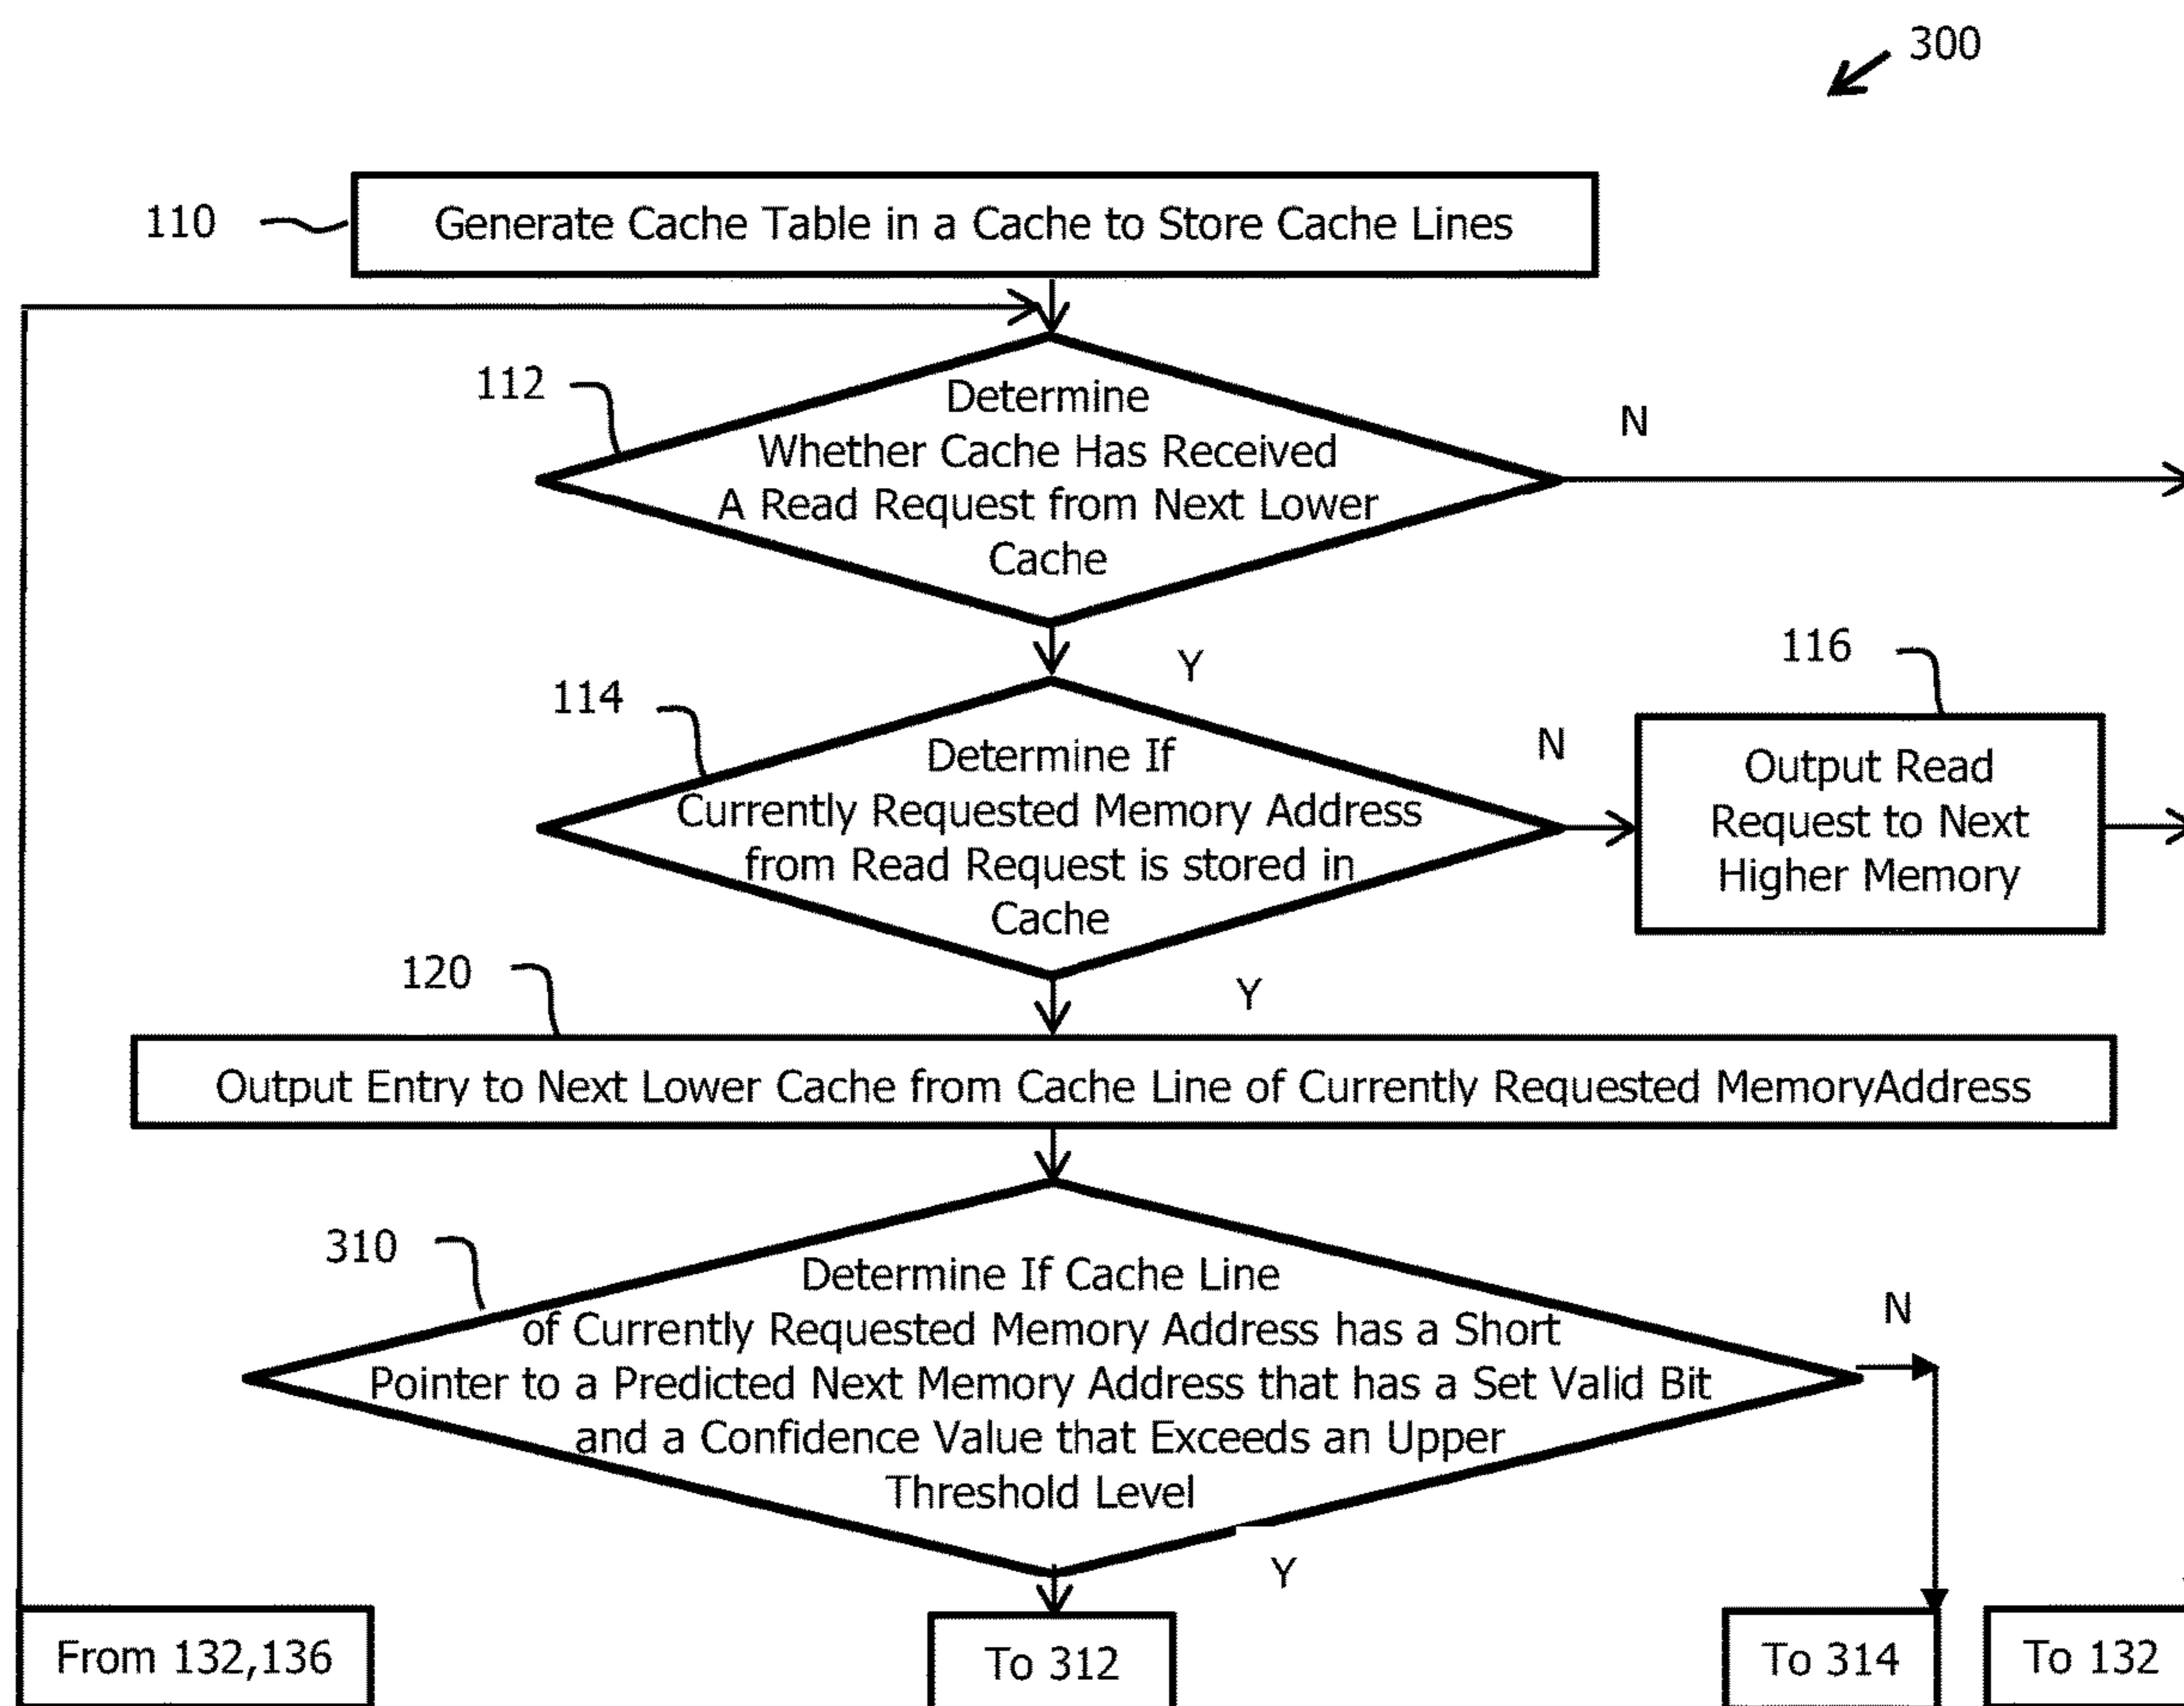 300
110
Generate Cache Table in a Cache to Store Cache Lines
112
Determine
Whether Cache Has Received
A Read Request from Next Lower
Cache
N
Y
114
Determine If
Currently Requested Memory Address
from Read Request is stored in
Cache
N
116
Output Read
Request to Next
Higher Memory
Y
120
Output Entry to Next Lower Cache from Cache Line of Currently Requested MemoryAddress
310
Determine If Cache Line
of Currently Requested Memory Address has a Short
Pointer to a Predicted Next Memory Address that has a Set Valid Bit
and a Confidence Value that Exceeds an Upper
Threshold Level
N
Y
From 132,136
To 312
To 314
To 132